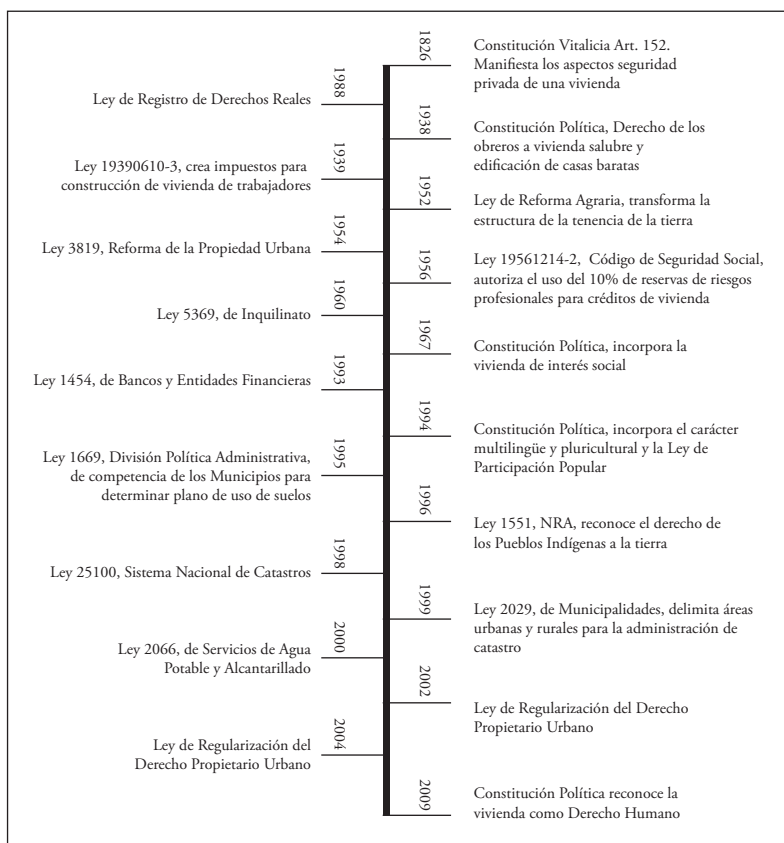 1826
Constitución Vitalicia Art. 152.
Manifiesta los aspectos seguridad
privada de una vivienda
1988
Ley de Registro de Derechos Reales
1938
Constitución Política, Derecho de los
obreros a vivienda salubre y
edificación de casas baratas
1939
Ley 19390610-3, crea impuestos para
construcción de vivienda de trabajadores
1952
Ley de Reforma Agraria, transforma la
estructura de la tenencia de la tierra
1954
Ley 3819, Reforma de la Propiedad Urbana
1956
Ley 19561214-2, Código de Seguridad Social,
autoriza el uso del 10% de reservas de riesgos
profesionales para créditos de vivienda
1960
Ley 5369, de Inquilinato
1967
Constitución Política, incorpora la
vivienda de interés social
1993
Ley 1454, de Bancos y Entidades Financieras
1994
Constitución Política, incorpora el carácter
multilingüe y pluricultural y la Ley de
Participación Popular
1995
Ley 1669, División Política Administrativa,
de competencia de los Municipios para
determinar plano de uso de suelos
1996
Ley 1551, NRA, reconoce el derecho de
los Pueblos Indígenas a la tierra
1998
Ley 25100, Sistema Nacional de Catastros
1999
Ley 2029, de Municipalidades, delimita áreas
urbanas y rurales para la administración de
catastro
2000
Ley 2066, de Servicios de Agua
Potable y Alcantarillado
2002
Ley de Regularización del Derecho
Propietario Urbano
2004
Ley de Regularización del
Derecho Propietario Urbano
2009
Constitución Política reconoce la
vivienda como Derecho Humano